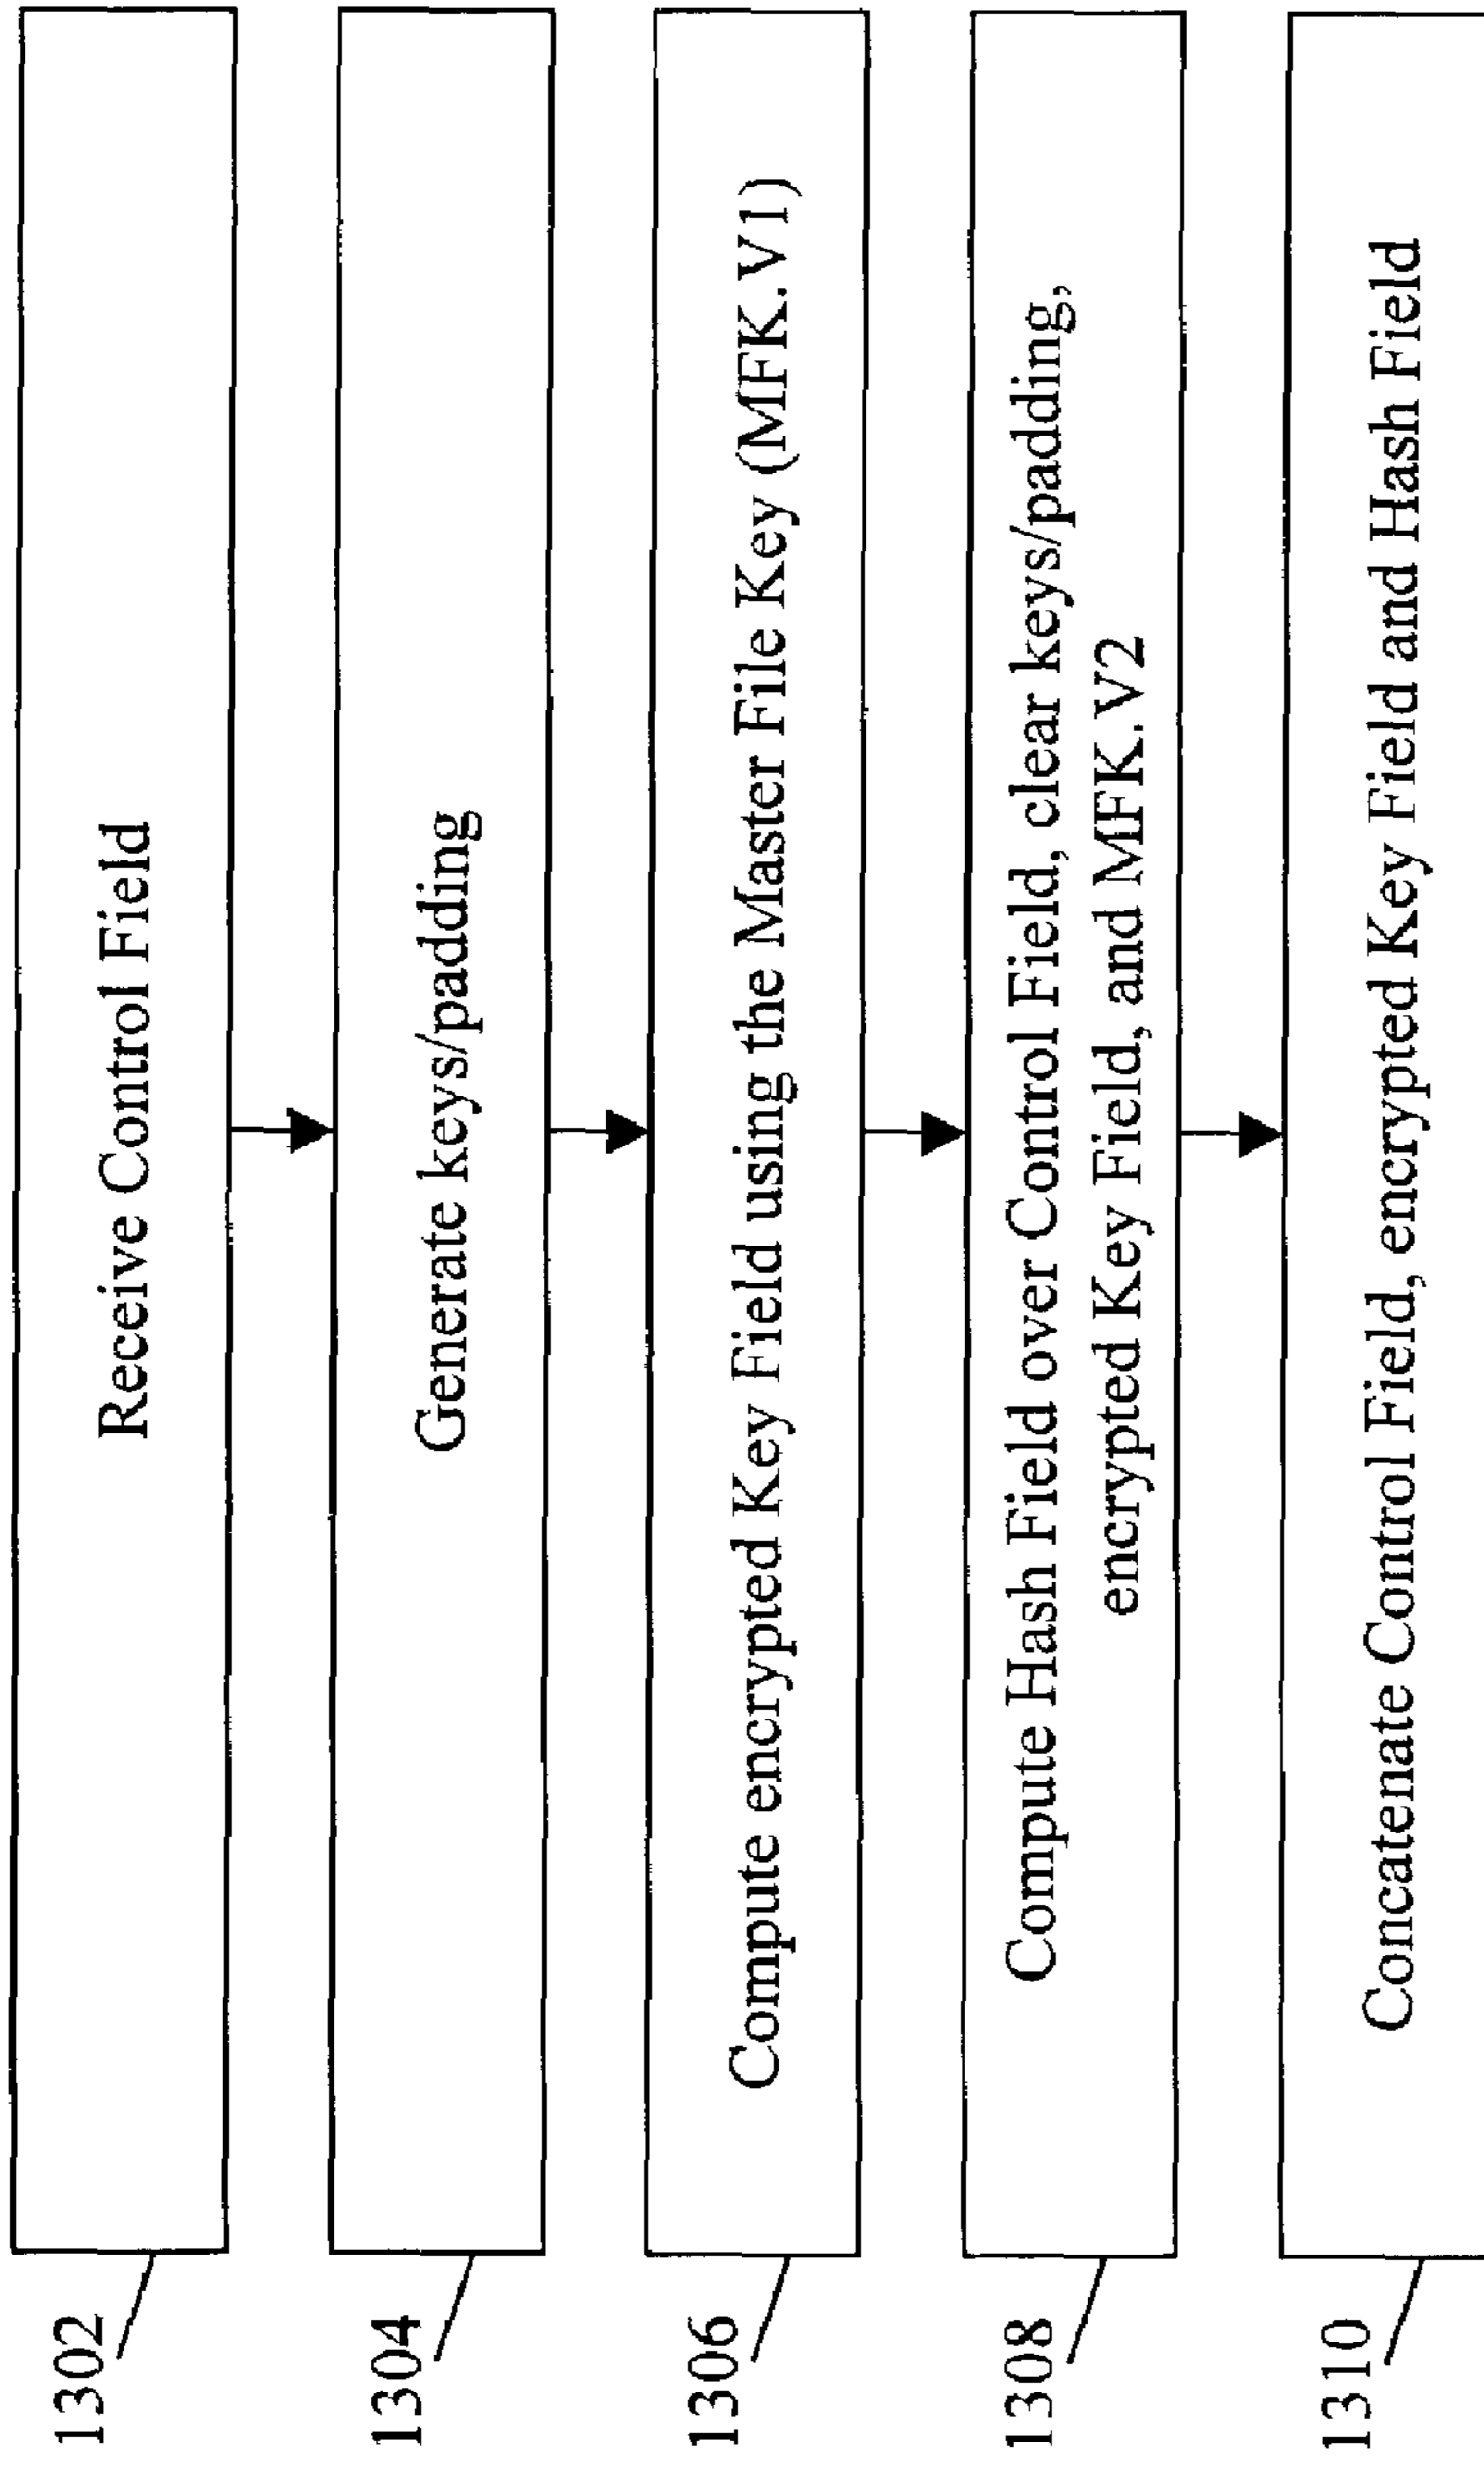 1302
Receive Control Field
1304
Generate keys/padding
1306
Compute encrypted Key Field using the Master File Key (MFK.V1)
1308
Compute Hash Field over Control Field, clear keys/padding,
encrypted Key Field, and MFK.V2
1310
Concatenate Control Field, encrypted Key Field and Hash Field